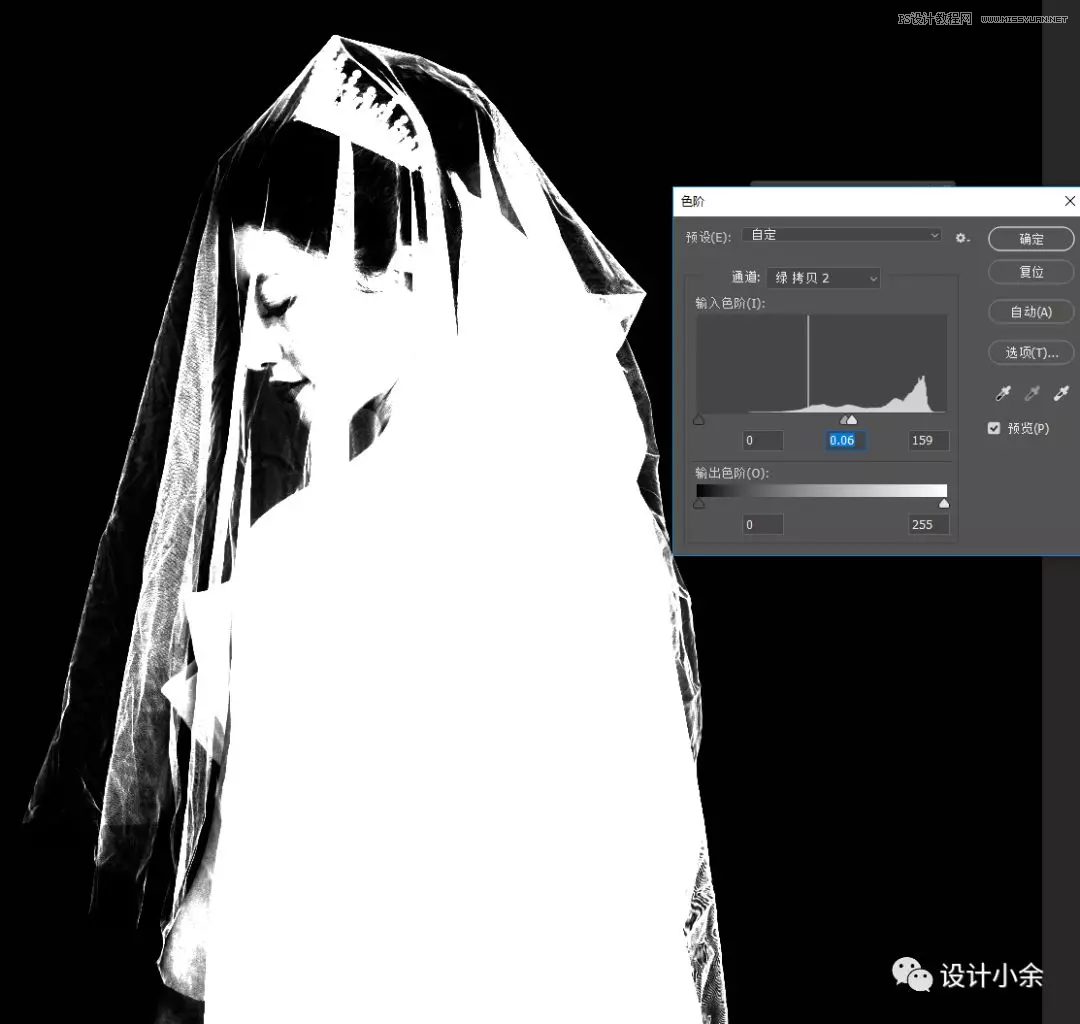 PS设计教程网 WWW.MISSYUAN.NET
色阶
预设(E): 自定
确定
通道: 绿 拷贝 2
复位
输入色阶(I):
自动(A)
选项(T)...
预览(P)
0 0.06 159
输出色阶(O):
0 255
设计小余